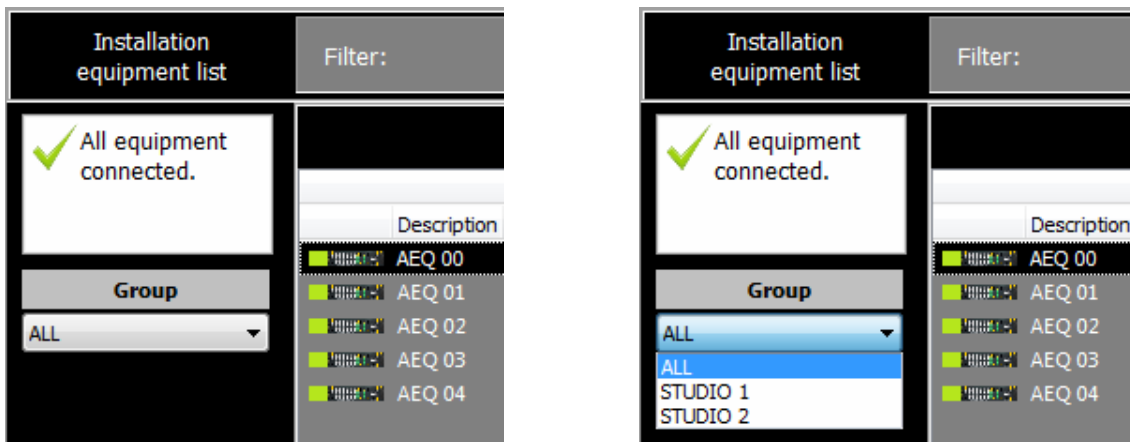 Installation
equipment list
Filter:
All equipment
connected.
Description
AEQ 00
Group
AEQ 01
ALL
AEQ 02
AEQ 03
AEQ 04
Installation
equipment list
Filter:
All equipment
connected.
Description
AEQ 00
Group
AEQ 01
ALL
AEQ 02
ALL
AEQ 03
STUDIO 1
AEQ 04
STUDIO 2